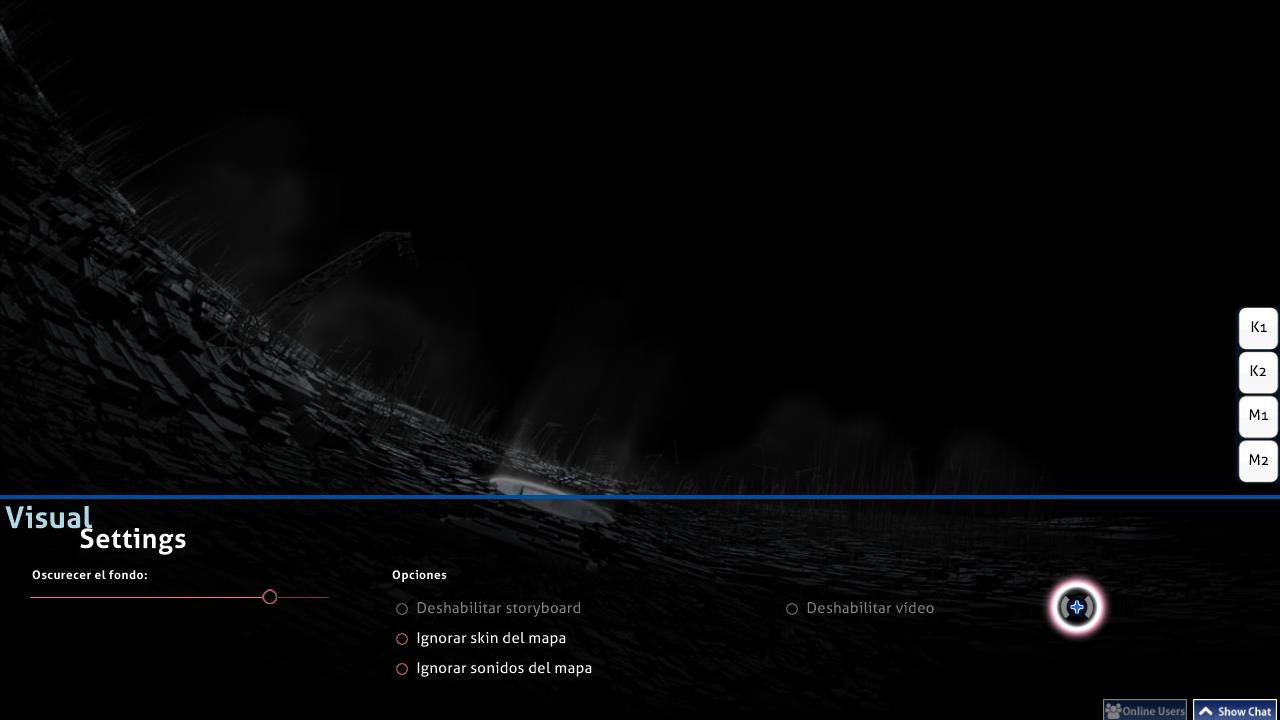 K1
K2
M1
M2
Visual
Settings
Oscurecer el fondo:
Opciones
Deshabilitar storyboard
Deshabilitar vídeo
Ignorar skin del mapa
Ignorar sonidos del mapa
Online Users
Show Chat